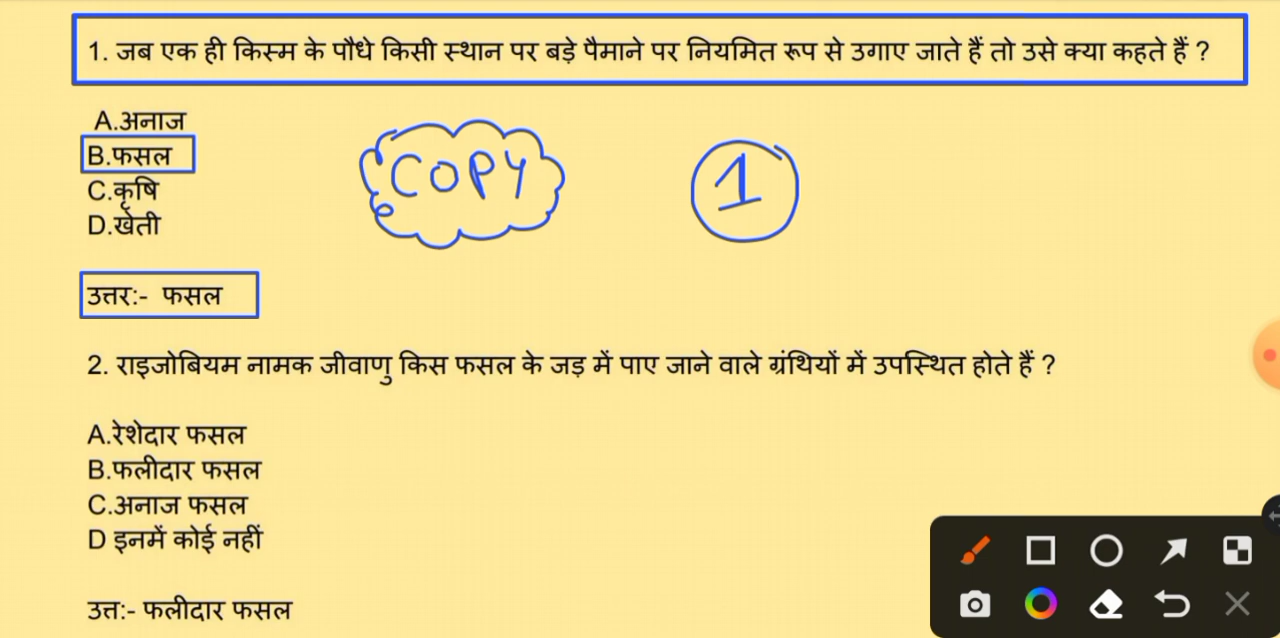 1. जब एक ही किस्म के पौधे किसी स्थान पर बड़े पैमाने पर नियमित रूप से उगाए जाते हैं तो उसे क्या कहते हैं ?
A.अनाज
B.फसल
C.कृषि
D.खेती
COPY
1
उत्तर:- फसल
2. राइजोबियम नामक जीवाणु किस फसल के जड़ में पाए जाने वाले ग्रंथियों में उपस्थित होते हैं ?
A.रेशेदार फसल
B.फलीदार फसल
C.अनाज फसल
D इनमें कोई नहीं
उत्त:- फलीदार फसल